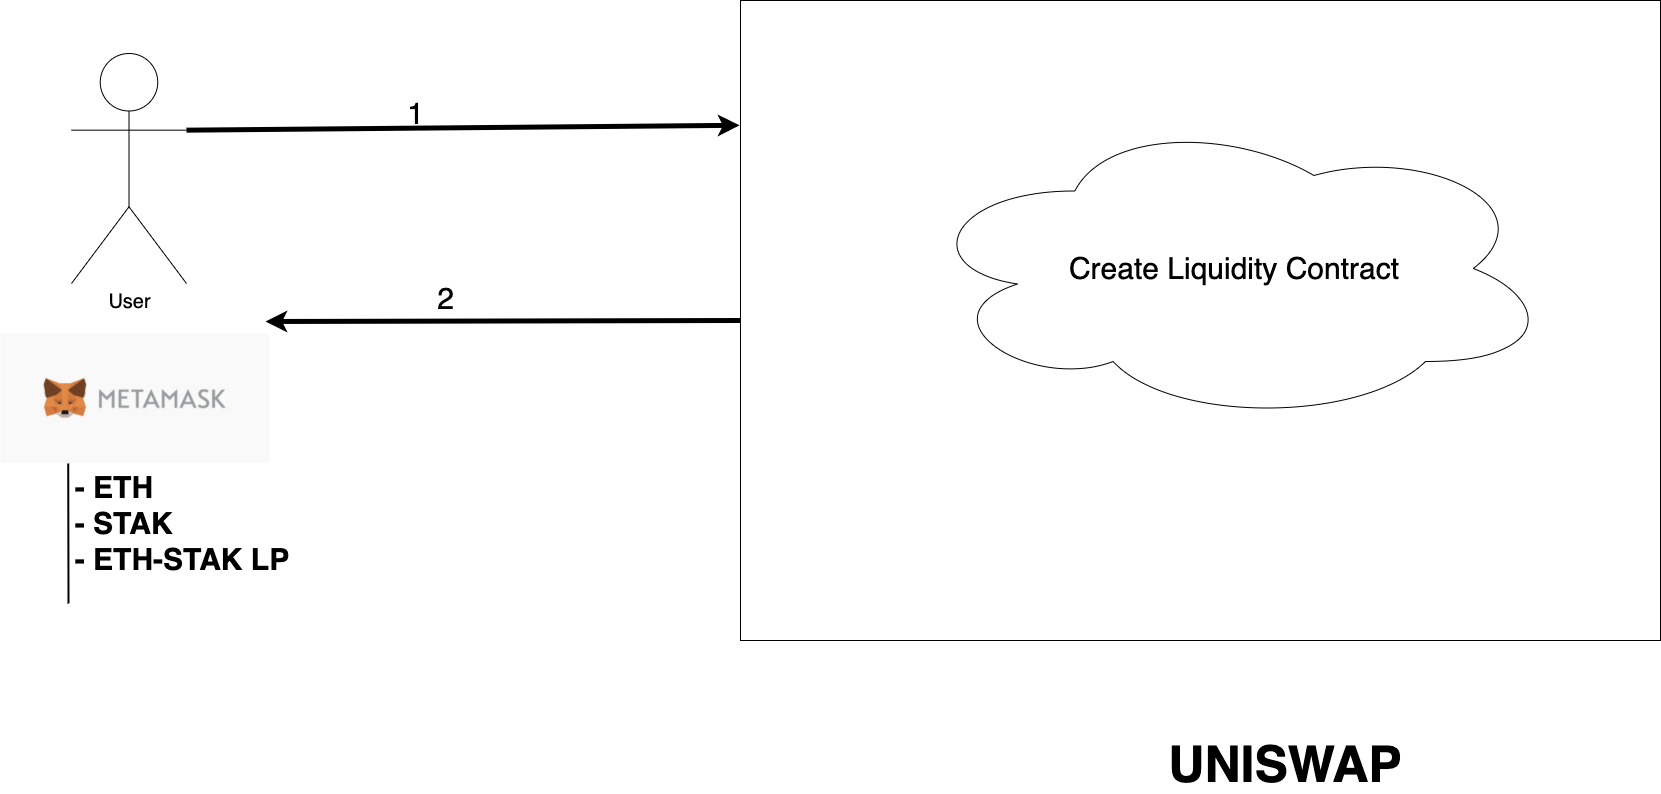 1
Create Liquidity Contract
User
2
METAMASK
- ETH
- STAK
- ETH-STAK LP
UNISWAP